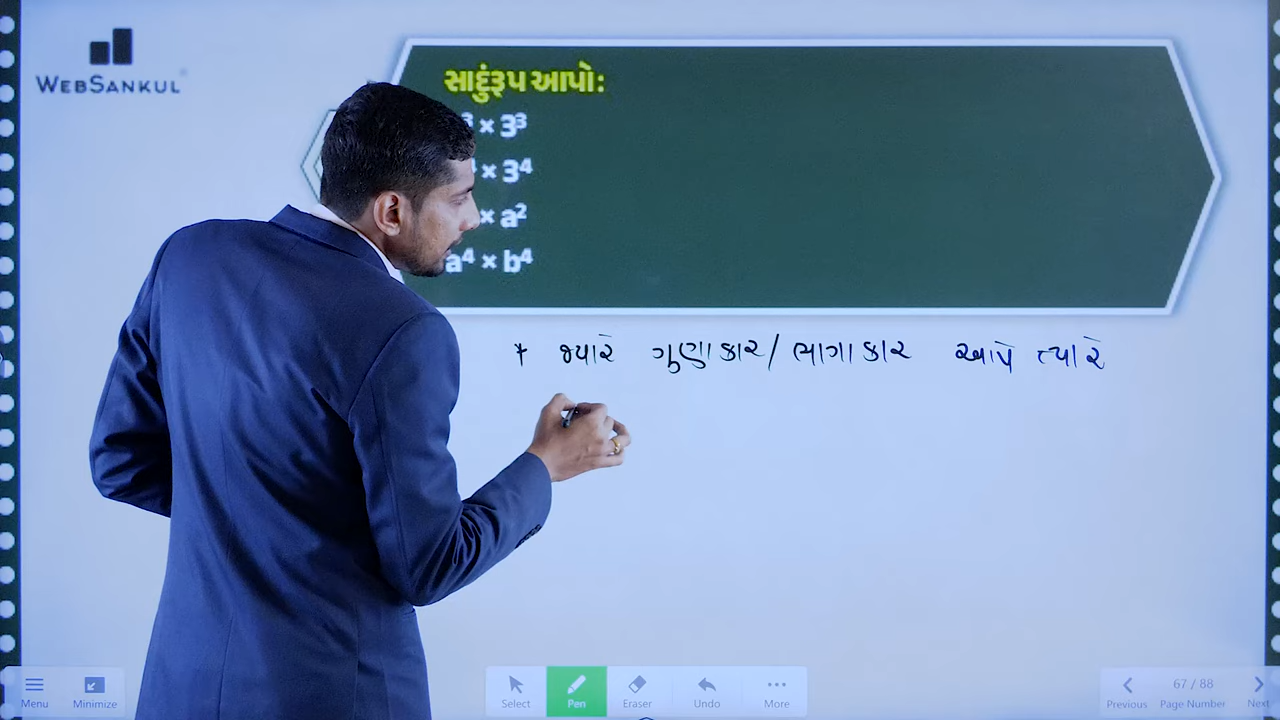 WEBSANKUL
સાદુંરૂપ આપો:
³ × 3³
× 3⁴
× a²
a⁴ × b⁴
* જ્યારે ગુણાકાર/ભાગાકાર આપે ત્યારે
Select Pen Eraser Undo More
Menu Minimize
67 / 88
Previous Page Number Next